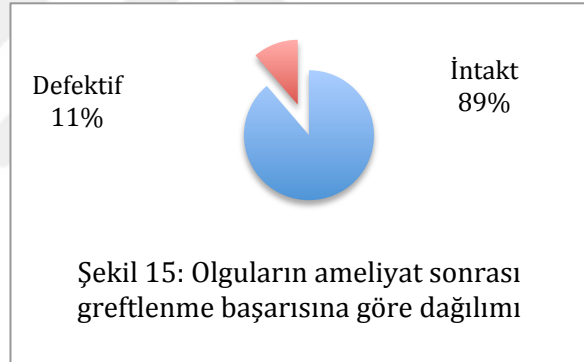 Defektif
11%
İntakt
89%
Şekil 15: Olguların ameliyat sonrası
greftlenme başarısına göre dağılımı